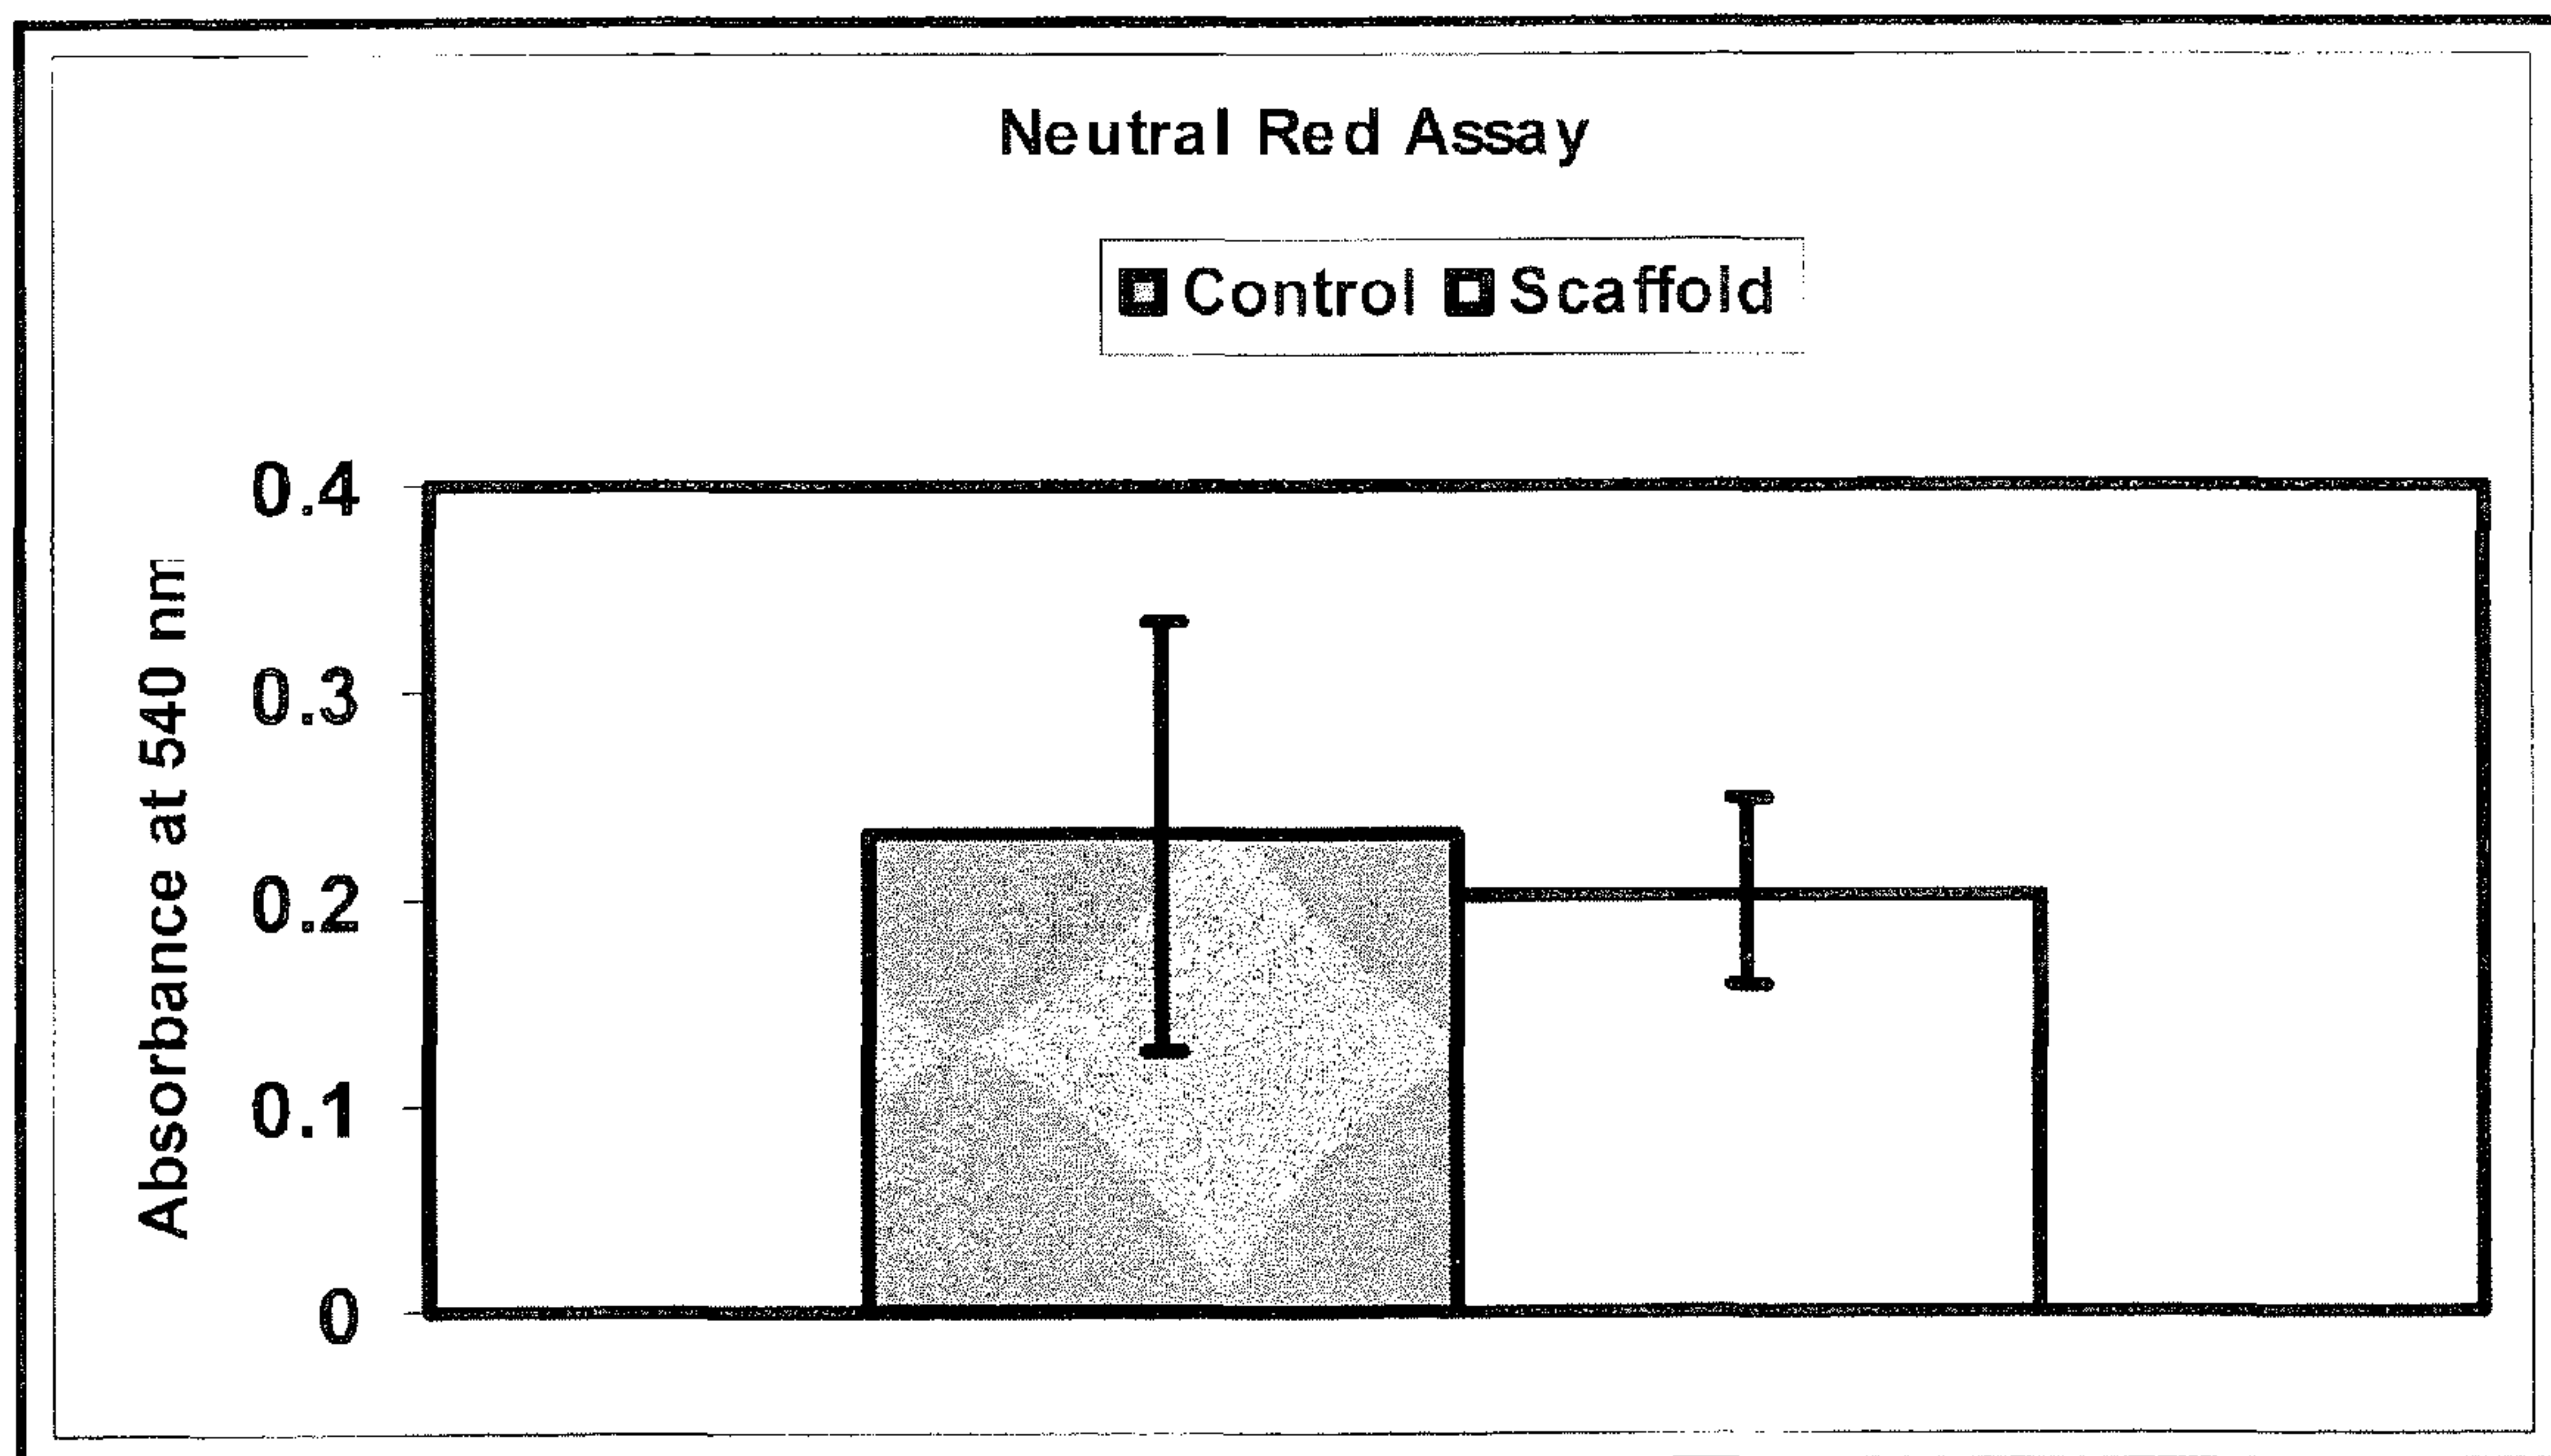 Neutral Red Assay
Control Scaffold
Absorbance at 540 nm
0.4
0.3
0.2
0.1
0